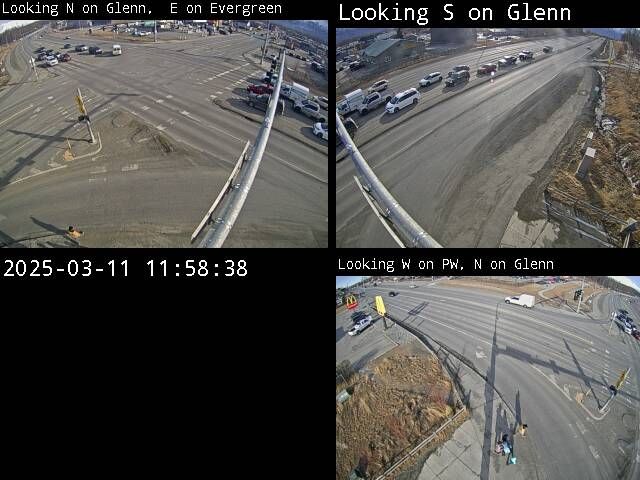 Looking N on Glenn,  E on Evergreen
Looking S on Glenn
2025-03-11 11:58:38
Looking W on PW, N on Glenn